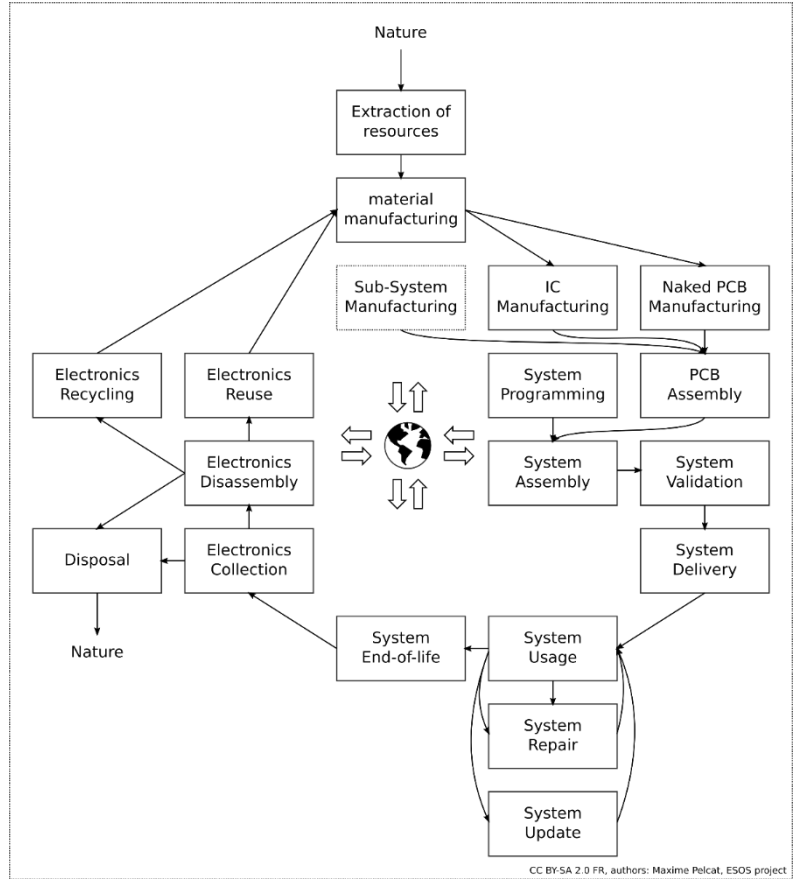 Nature
Extraction of
resources
material
manufacturing
Sub-System
Manufacturing
IC
Manufacturing
Naked PCB
Manufacturing
Electronics
Recycling
Electronics
Reuse
System
Programming
PCB
Assembly
Electronics
Disassembly
System
Assembly
System
Validation
Disposal
Electronics
Collection
System
Delivery
Nature
System
End-of-life
System
Usage
System
Repair
System
Update
CC BY-SA 2.0 FR, authors: Maxime Pelcat, ESOS project